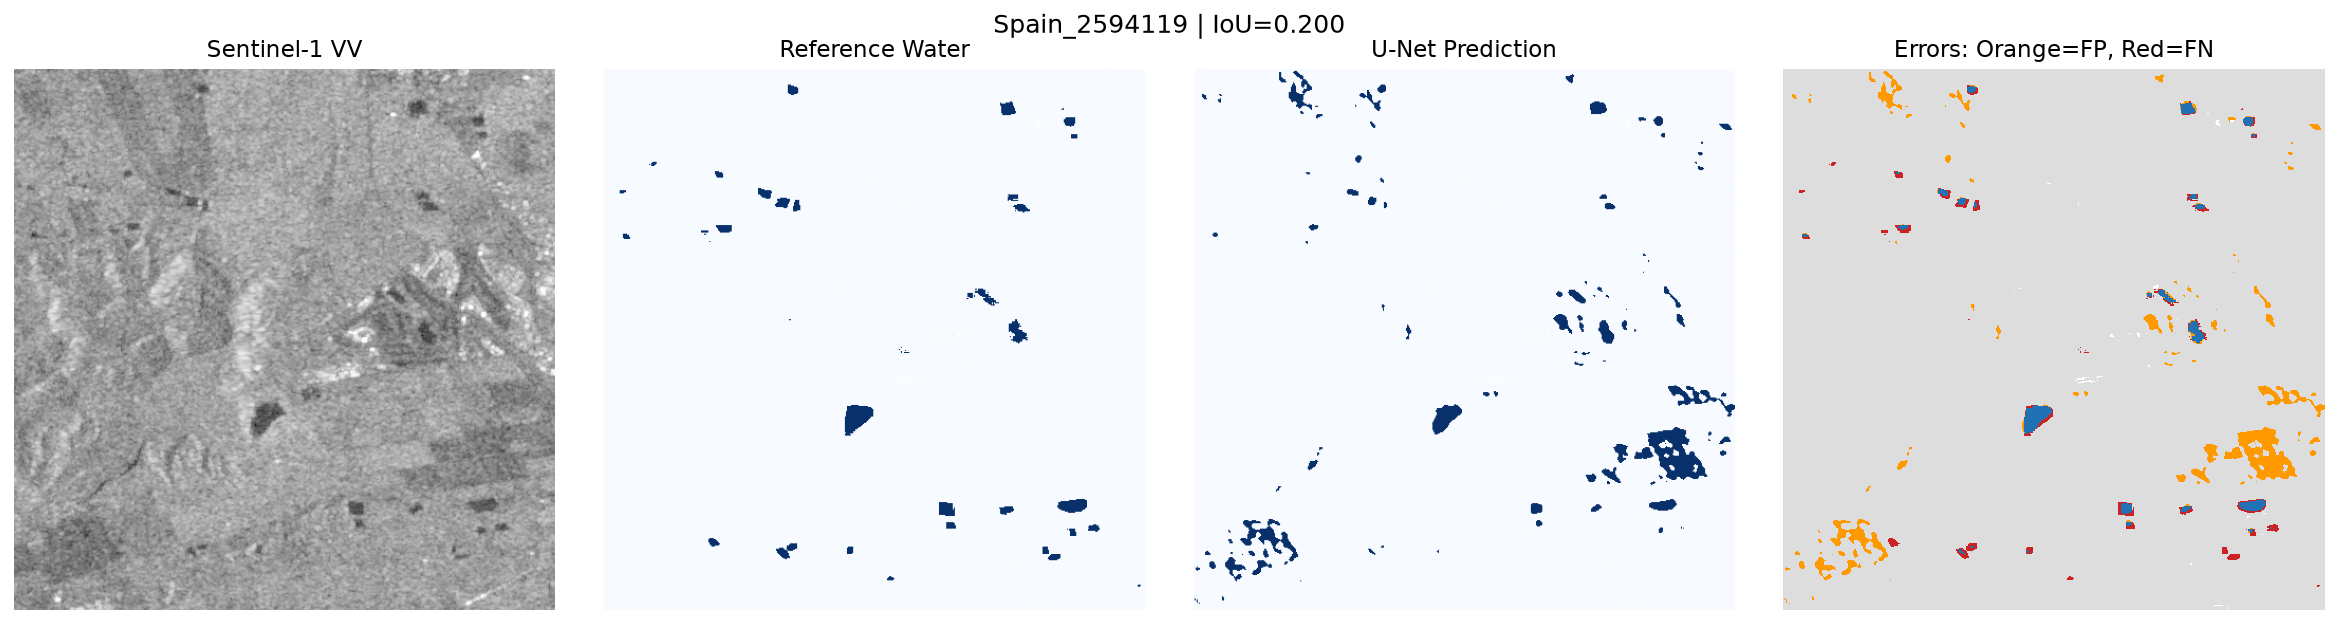 Spain_2594119 | IoU=0.200
Sentinel-1 VV
Reference Water
U-Net Prediction
Errors: Orange=FP, Red=FN